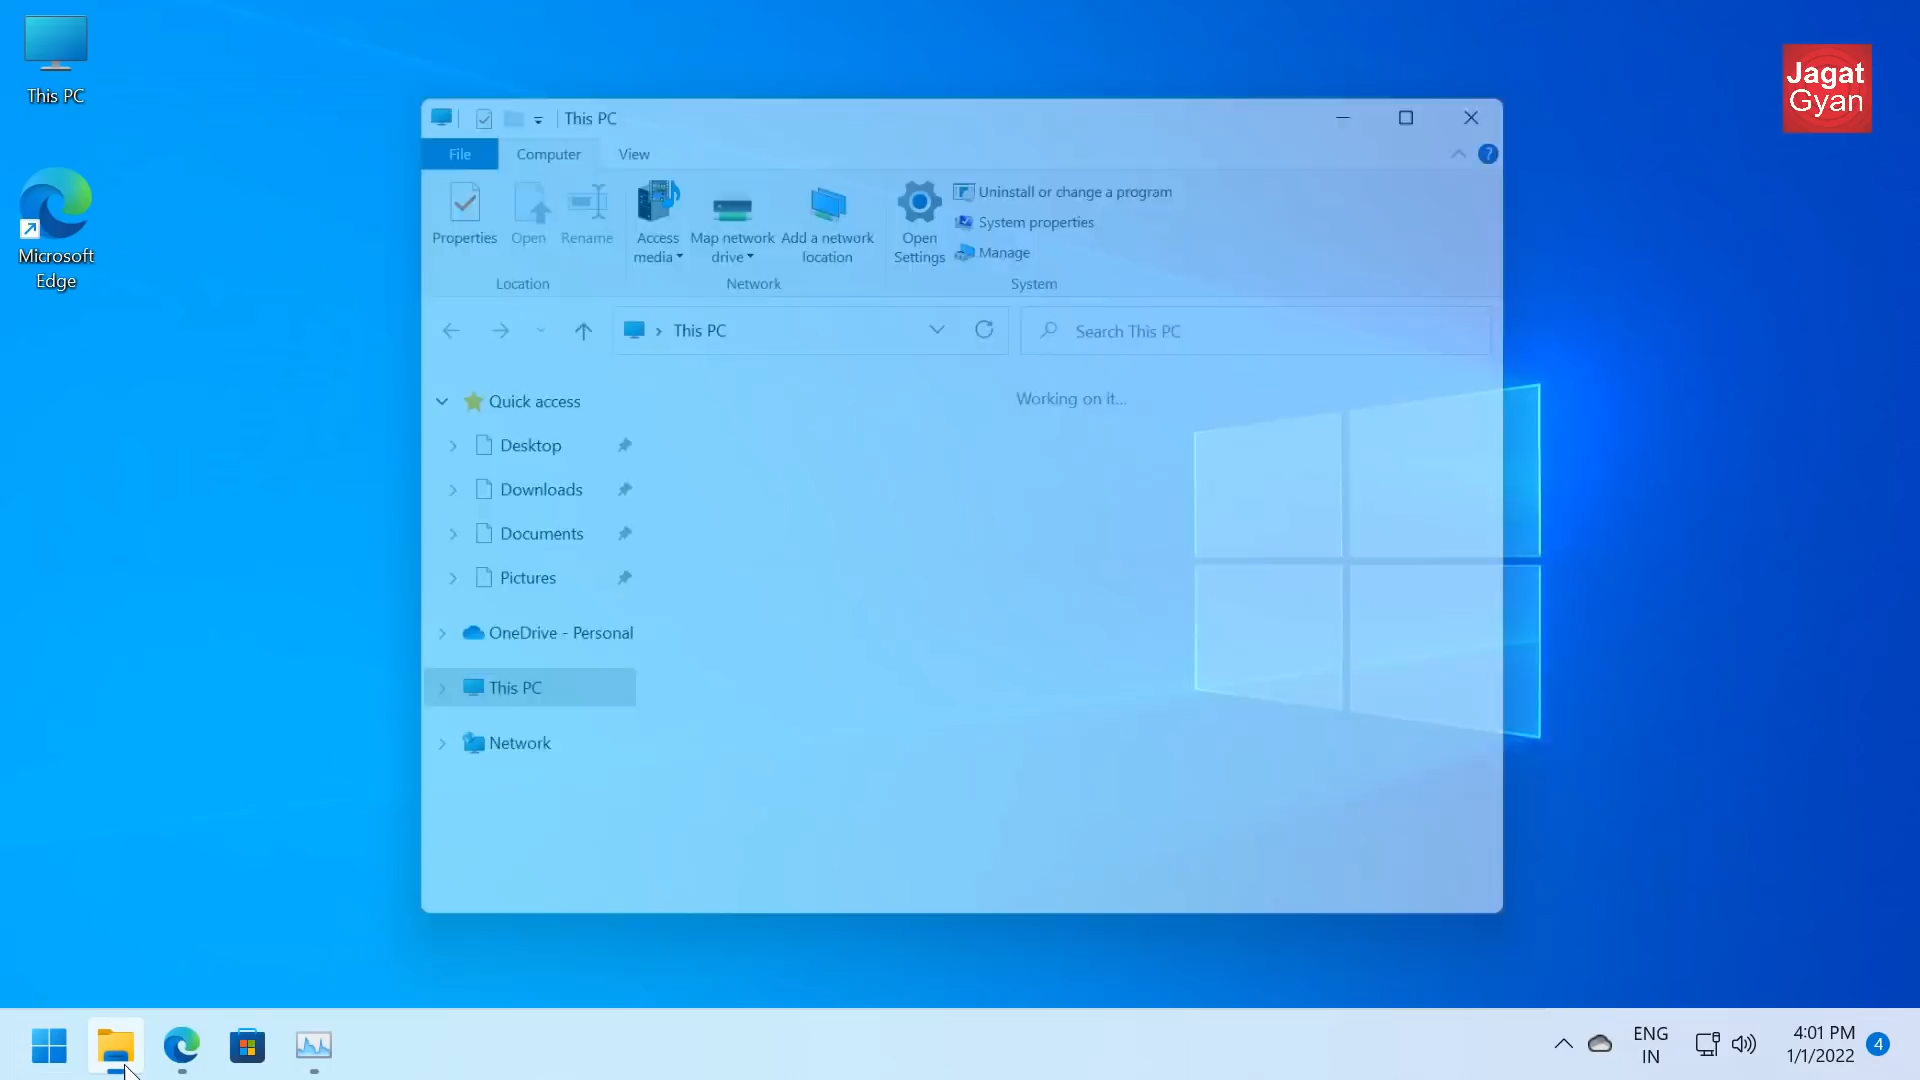 This PC
Microsoft
Edge
Jagat
Gyan
This PC
File
Computer
View
?
Properties
Open
Rename
Access
media
Map network
drive
Add a network
location
Open
Settings
Uninstall or change a program
System properties
Manage
Location
Network
System
This PC
Search This PC
Quick access
Working on it...
Desktop
Downloads
Documents
Pictures
OneDrive - Personal
This PC
Network
ENG
IN
4:01 PM
1/1/2022
4